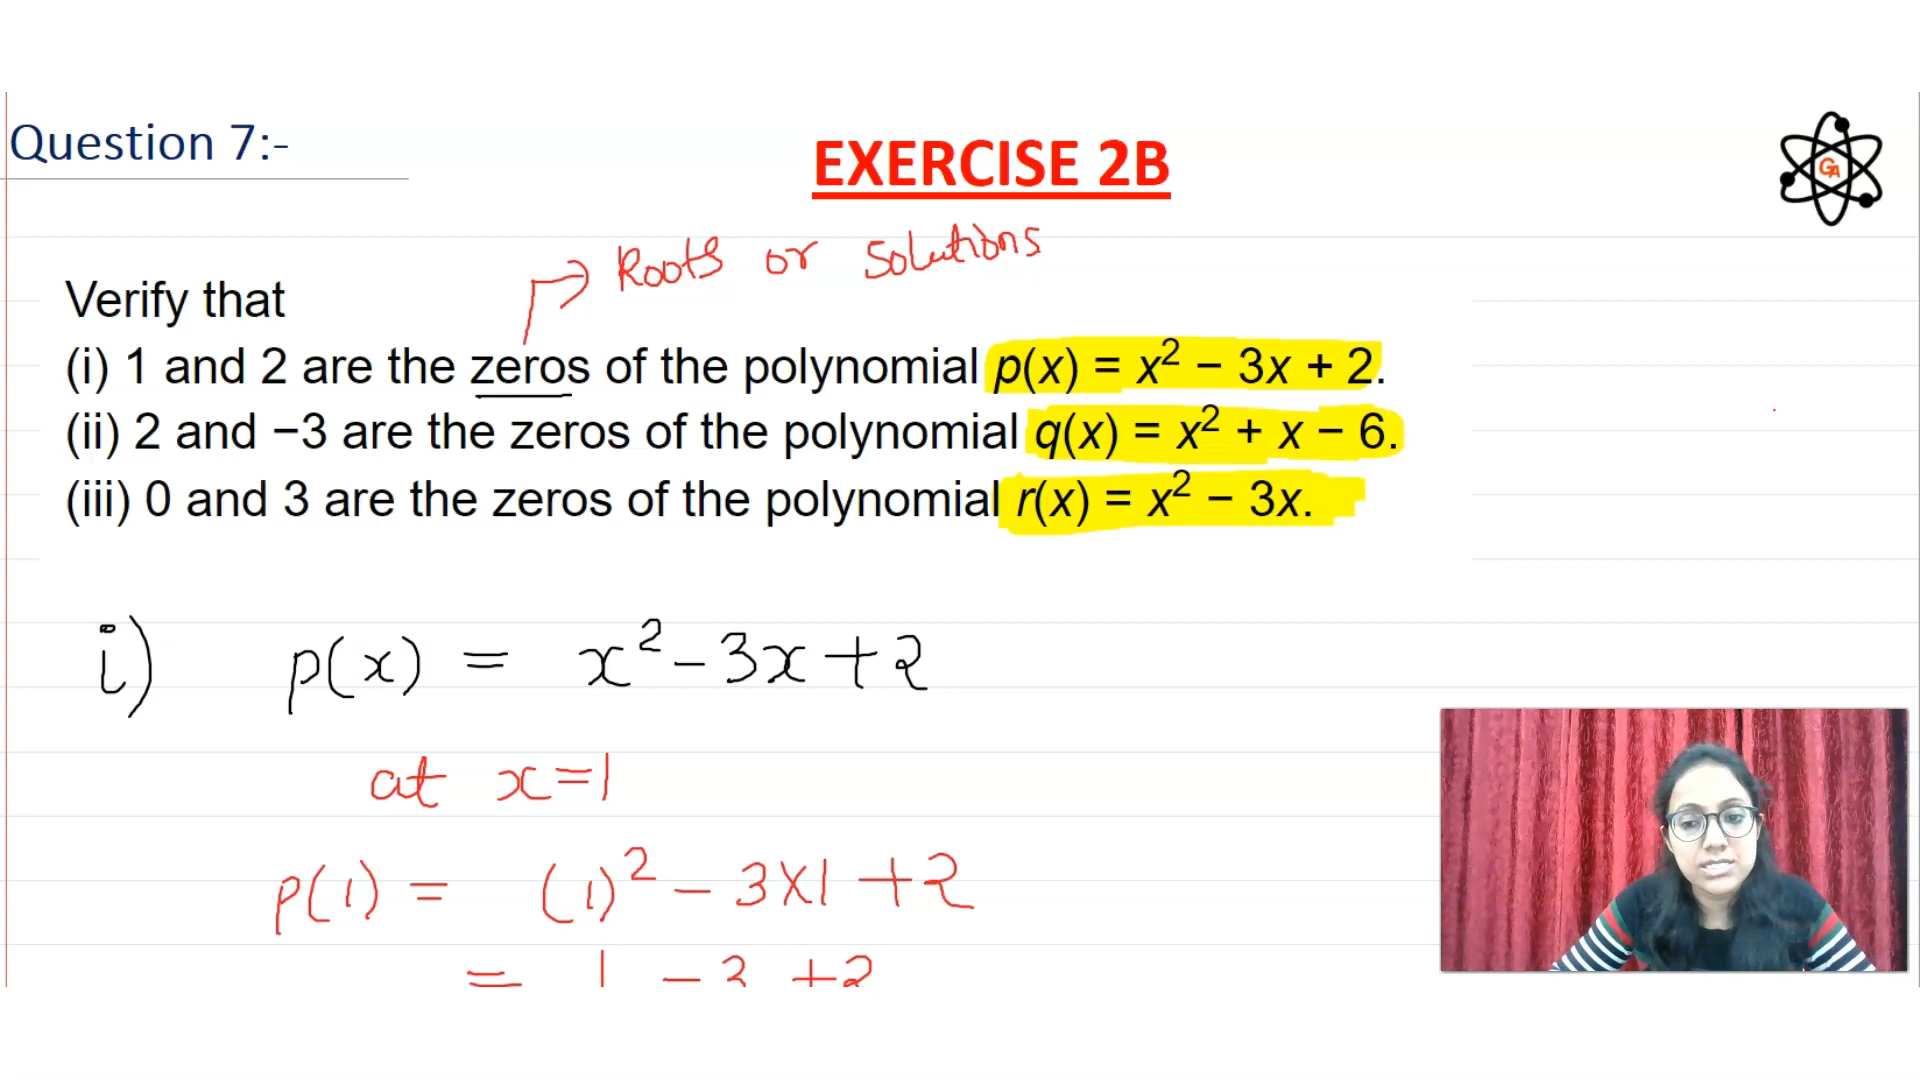 Question 7:-
EXERCISE 2B
GA
Roots or Solutions
Verify that
(i) 1 and 2 are the zeros of the polynomial p(x) = x² − 3x + 2.
(ii) 2 and −3 are the zeros of the polynomial q(x) = x² + x − 6.
(iii) 0 and 3 are the zeros of the polynomial r(x) = x² − 3x.
i) p(x) = x² − 3x + 2
at x = 1
p(1) = (1)² − 3×1 + 2
= 1 − 3 + 2